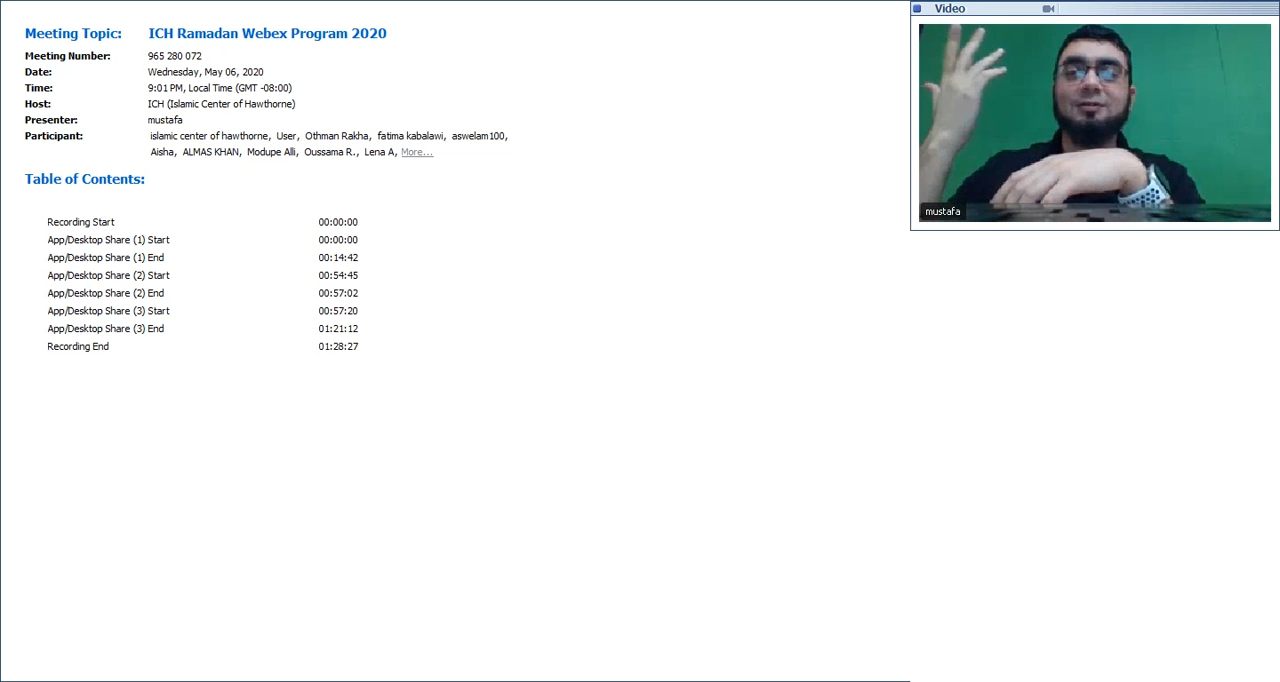 Meeting Topic: ICH Ramadan Webex Program 2020
Meeting Number: 965 280 072
Date: Wednesday, May 06, 2020
Time: 9:01 PM, Local Time (GMT -08:00)
Host: ICH (Islamic Center of Hawthorne)
Presenter: mustafa
Participant: islamic center of hawthorne, User, Othman Rakha, fatima kabalawi, aswelam100,
Aisha, ALMAS KHAN, Modupe Alli, Oussama R., Lena A, More...
Table of Contents:
Recording Start 00:00:00
App/Desktop Share (1) Start 00:00:00
App/Desktop Share (1) End 00:14:42
App/Desktop Share (2) Start 00:54:45
App/Desktop Share (2) End 00:57:02
App/Desktop Share (3) Start 00:57:20
App/Desktop Share (3) End 01:21:12
Recording End 01:28:27
Video
mustafa